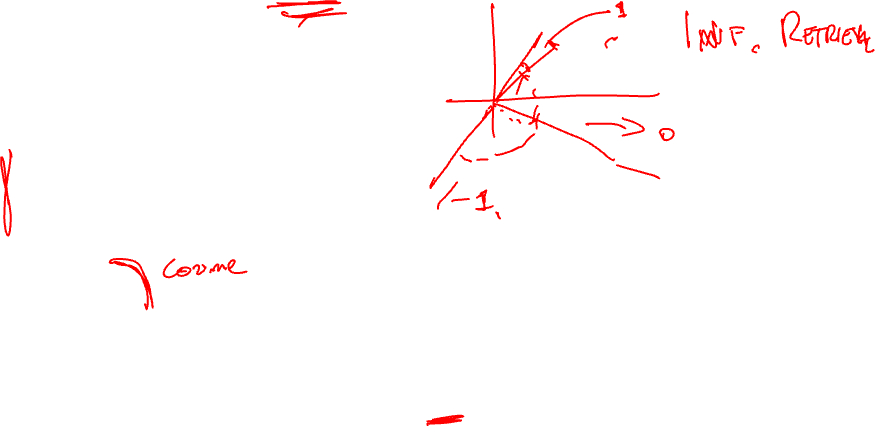 1
INF. RETRIEVAL
0
-1.
cosine